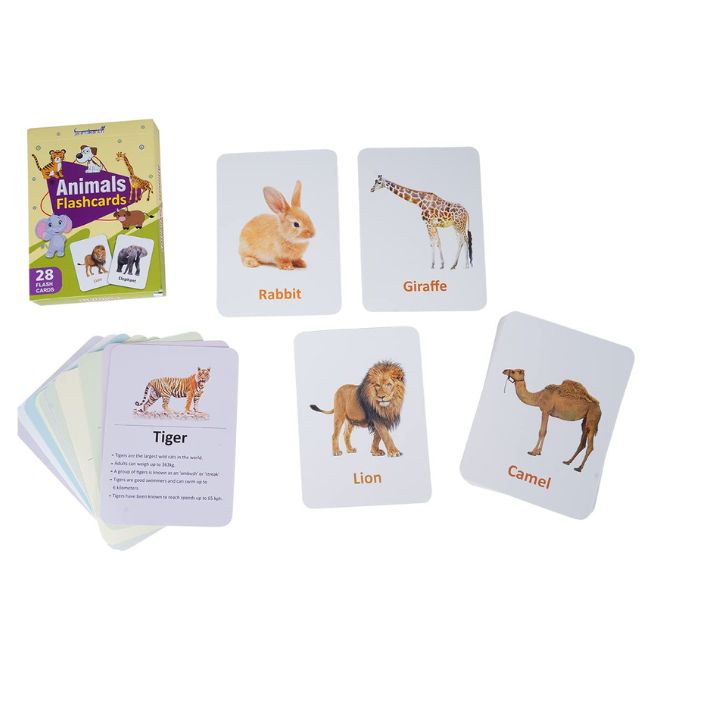 Animals
Flashcards
Lion
Elephant
28
FLASH
CARDS
Rabbit
Giraffe
Tiger
• Tigers are the largest wild cats in the world.
• Adults can weigh up to 363kg.
• A group of tigers is known as an 'ambush' or 'streak'
• Tigers are good swimmers and can swim up to
6 kilometers.
• Tigers have been known to reach speeds up to 65 kph.
Lion
Camel